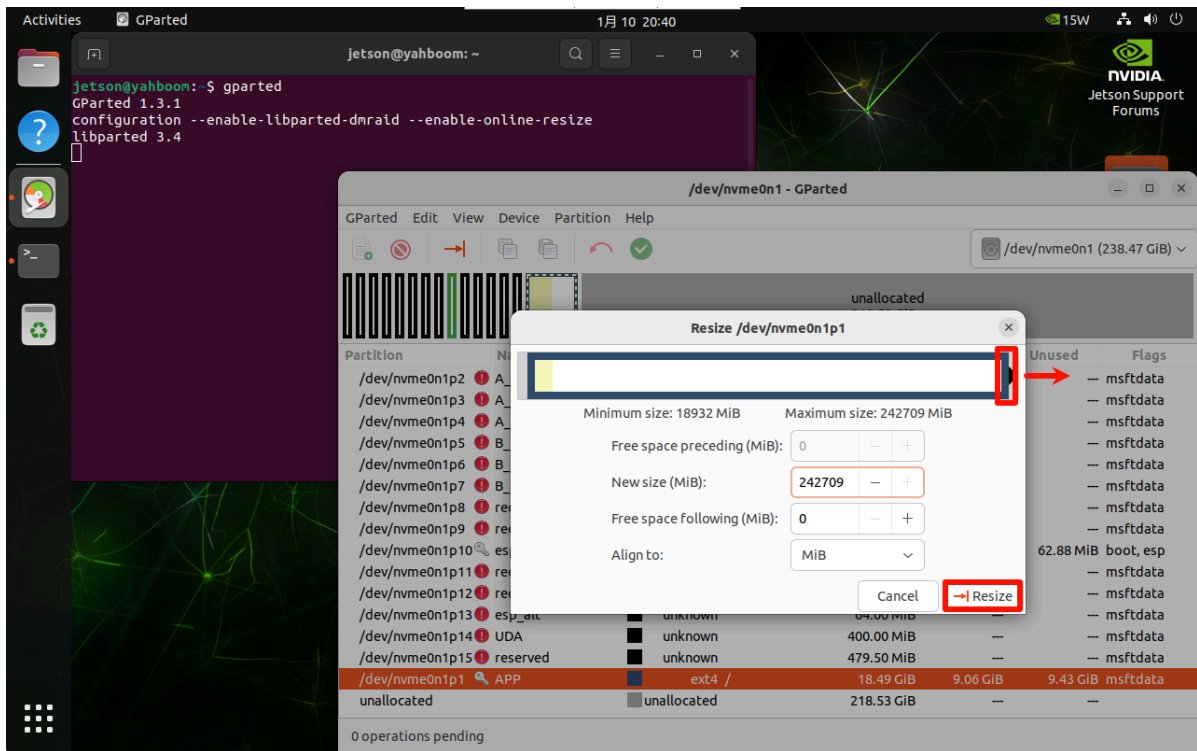 Activities
GParted
1月 10 20:40
15W
jetson@yahboom: ~
jetson@yahboom:~$ gparted
GParted 1.3.1
configuration --enable-libparted-dmraid --enable-online-resize
libparted 3.4
NVIDIA.
Jetson Support
Forums
/dev/nvme0n1 - GParted
GParted Edit View Device Partition Help
/dev/nvme0n1 (238.47 GiB)
unallocated
Resize /dev/nvme0n1p1
Minimum size: 18932 MiB Maximum size: 242709 MiB
Free space preceding (MiB): 0
New size (MiB): 242709
Free space following (MiB): 0
Align to: MiB
Cancel Resize
Partition Unused Flags
/dev/nvme0n1p2 A_ --- msftdata
/dev/nvme0n1p3 A_ --- msftdata
/dev/nvme0n1p4 A_ --- msftdata
/dev/nvme0n1p5 B_ --- msftdata
/dev/nvme0n1p6 B_ --- msftdata
/dev/nvme0n1p7 B_ --- msftdata
/dev/nvme0n1p8 --- msftdata
/dev/nvme0n1p9 --- msftdata
/dev/nvme0n1p10 62.88 MiB boot, esp
/dev/nvme0n1p11 --- msftdata
/dev/nvme0n1p12 --- msftdata
/dev/nvme0n1p13 esp_alt unknown 64.00 MiB --- --- msftdata
/dev/nvme0n1p14 UDA unknown 400.00 MiB --- --- msftdata
/dev/nvme0n1p15 reserved unknown 479.50 MiB --- --- msftdata
/dev/nvme0n1p1 APP ext4 / 18.49 GiB 9.06 GiB 9.43 GiB msftdata
unallocated unallocated 218.53 GiB --- ---
0 operations pending